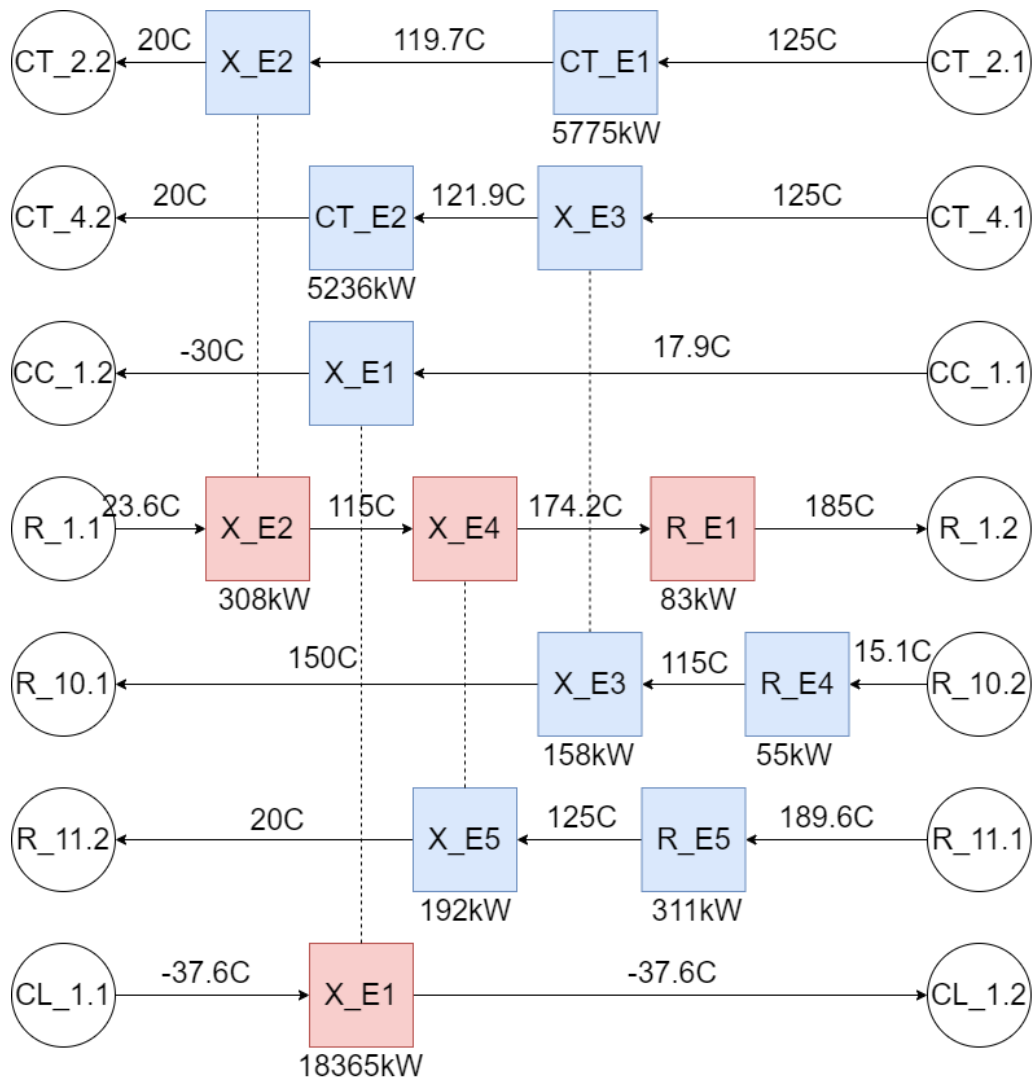 CT_2.2
20C
X_E2
119.7C
CT_E1
125C
CT_2.1
5775kW
CT_4.2
20C
CT_E2
121.9C
X_E3
125C
CT_4.1
5236kW
CC_1.2
-30C
X_E1
17.9C
CC_1.1
R_1.1
23.6C
X_E2
115C
X_E4
174.2C
R_E1
185C
R_1.2
308kW
83kW
R_10.1
150C
X_E3
115C
R_E4
15.1C
R_10.2
158kW
55kW
R_11.2
20C
X_E5
125C
R_E5
189.6C
R_11.1
192kW
311kW
CL_1.1
-37.6C
X_E1
-37.6C
CL_1.2
18365kW